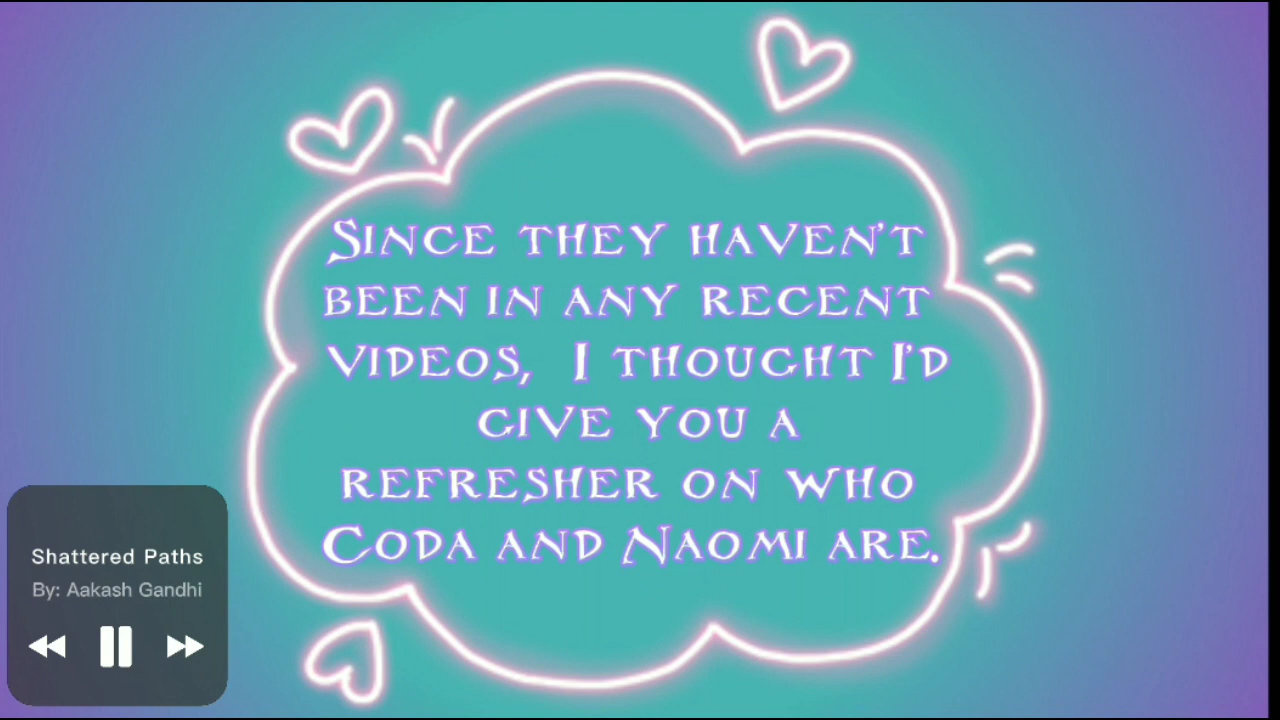 Since they haven't
been in any recent
videos, I thought I'd
give you a
refresher on who
Coda and Naomi are.
Shattered Paths
By: Aakash Gandhi